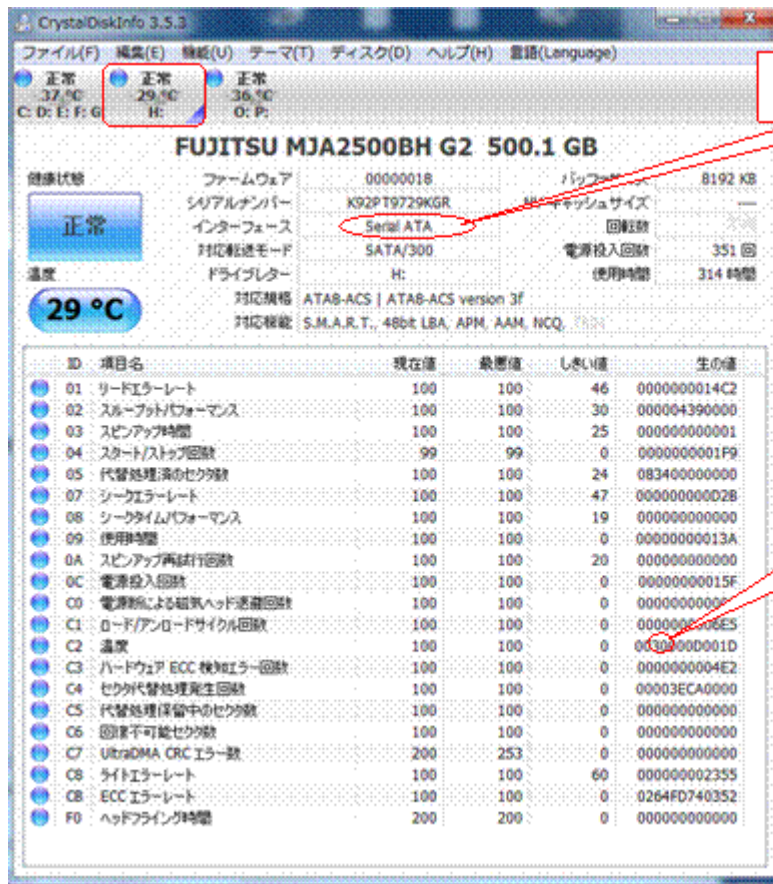 CrystalDiskInfo 3.5.3
ファイル(F) 編集(E) 機能(U) テーマ(T) ディスク(D) ヘルプ(H) 言語(Language)
正常 正常 正常
37 °C 29 °C 36 °C
C: D: E: F: G H: O: P:
FUJITSU MJA2500BH G2 500.1 GB
健康状態 ファームウェア 00000018 8192 KB
シリアルナンバー K92PT9729KGR キャッシュサイズ ----
正常 インターフェース Serial ATA 回転数
対応転送モード SATA/300 電源投入回数 351 回
温度 ドライブレター H: 使用時間 314 時間
29 °C 対応規格 ATA8-ACS | ATA8-ACS version 3f
対応機能 S.M.A.R.T., 48bit LBA, APM, AAM, NCQ,
ID 項目名 現在値 最悪値 しきい値 生の値
01 リードエラーレート 100 100 46 0000000014C2
02 スループットパフォーマンス 100 100 30 000004390000
03 スピンアップ時間 100 100 25 000000000001
04 スタート/ストップ回数 99 99 0 0000000001F9
05 代替処理済のセクタ数 100 100 24 083400000000
07 シークエラーレート 100 100 47 000000000D2B
08 シークタイムパフォーマンス 100 100 19 000000000000
09 使用時間 100 100 0 00000000013A
0A スピンアップ再試行回数 100 100 20 000000000000
0C 電源投入回数 100 100 0 00000000015F
C0 電源断による磁気ヘッド退避回数 100 100 0
C1 ロード/アンロードサイクル回数 100 100 0
C2 温度 100 100 0
C3 ハードウェア ECC 検知エラー回数 100 100 0 0000000004E2
C4 セクタ代替処理発生回数 100 100 0 00003ECA0000
C5 代替処理保留中のセクタ数 100 100 0 000000000000
C6 回復不可能セクタ数 100 100 0 000000000000
C7 UltraDMA CRC エラー数 200 253 0 000000000000
C8 ライトエラーレート 100 100 60 000000002355
CB ECC エラーレート 100 100 0 0264FD740352
F0 ヘッドフライング時間 200 200 0 000000000000